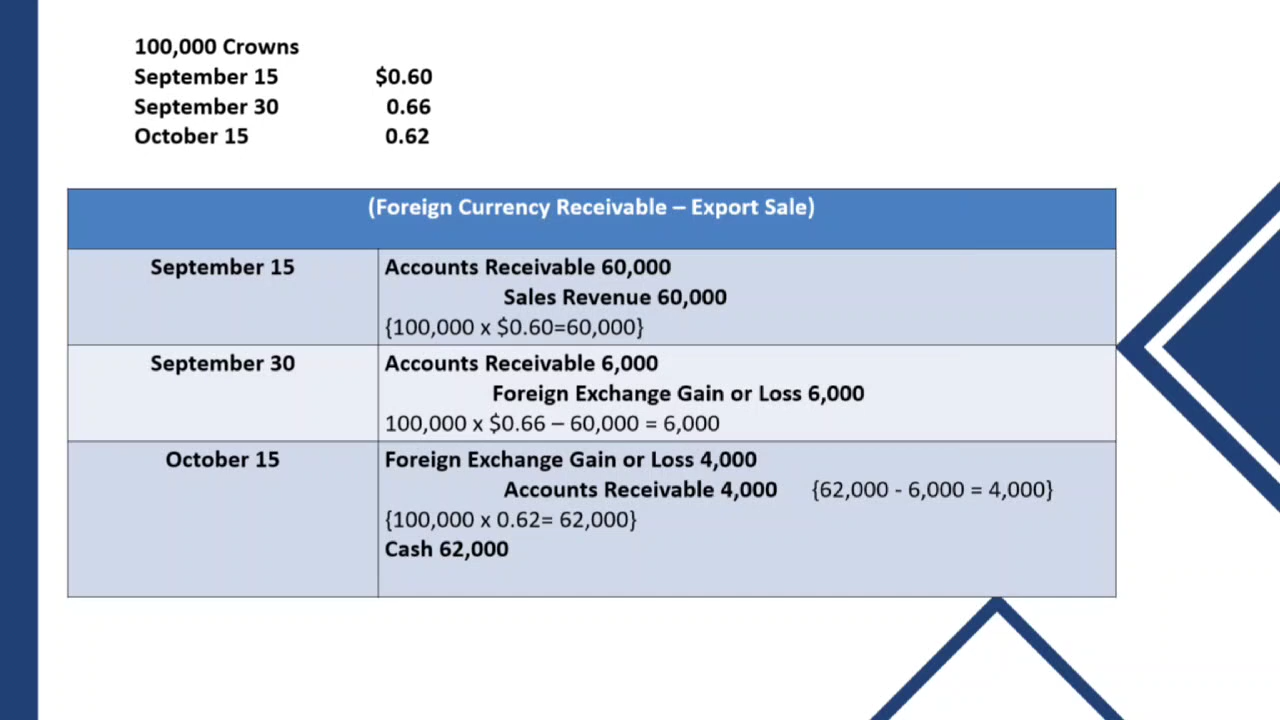 100,000 Crowns
September 15 $0.60
September 30 0.66
October 15 0.62
(Foreign Currency Receivable – Export Sale)
September 15 Accounts Receivable 60,000
Sales Revenue 60,000
{100,000 x $0.60=60,000}
September 30 Accounts Receivable 6,000
Foreign Exchange Gain or Loss 6,000
100,000 x $0.66 – 60,000 = 6,000
October 15 Foreign Exchange Gain or Loss 4,000
Accounts Receivable 4,000 {62,000 - 6,000 = 4,000}
{100,000 x 0.62= 62,000}
Cash 62,000